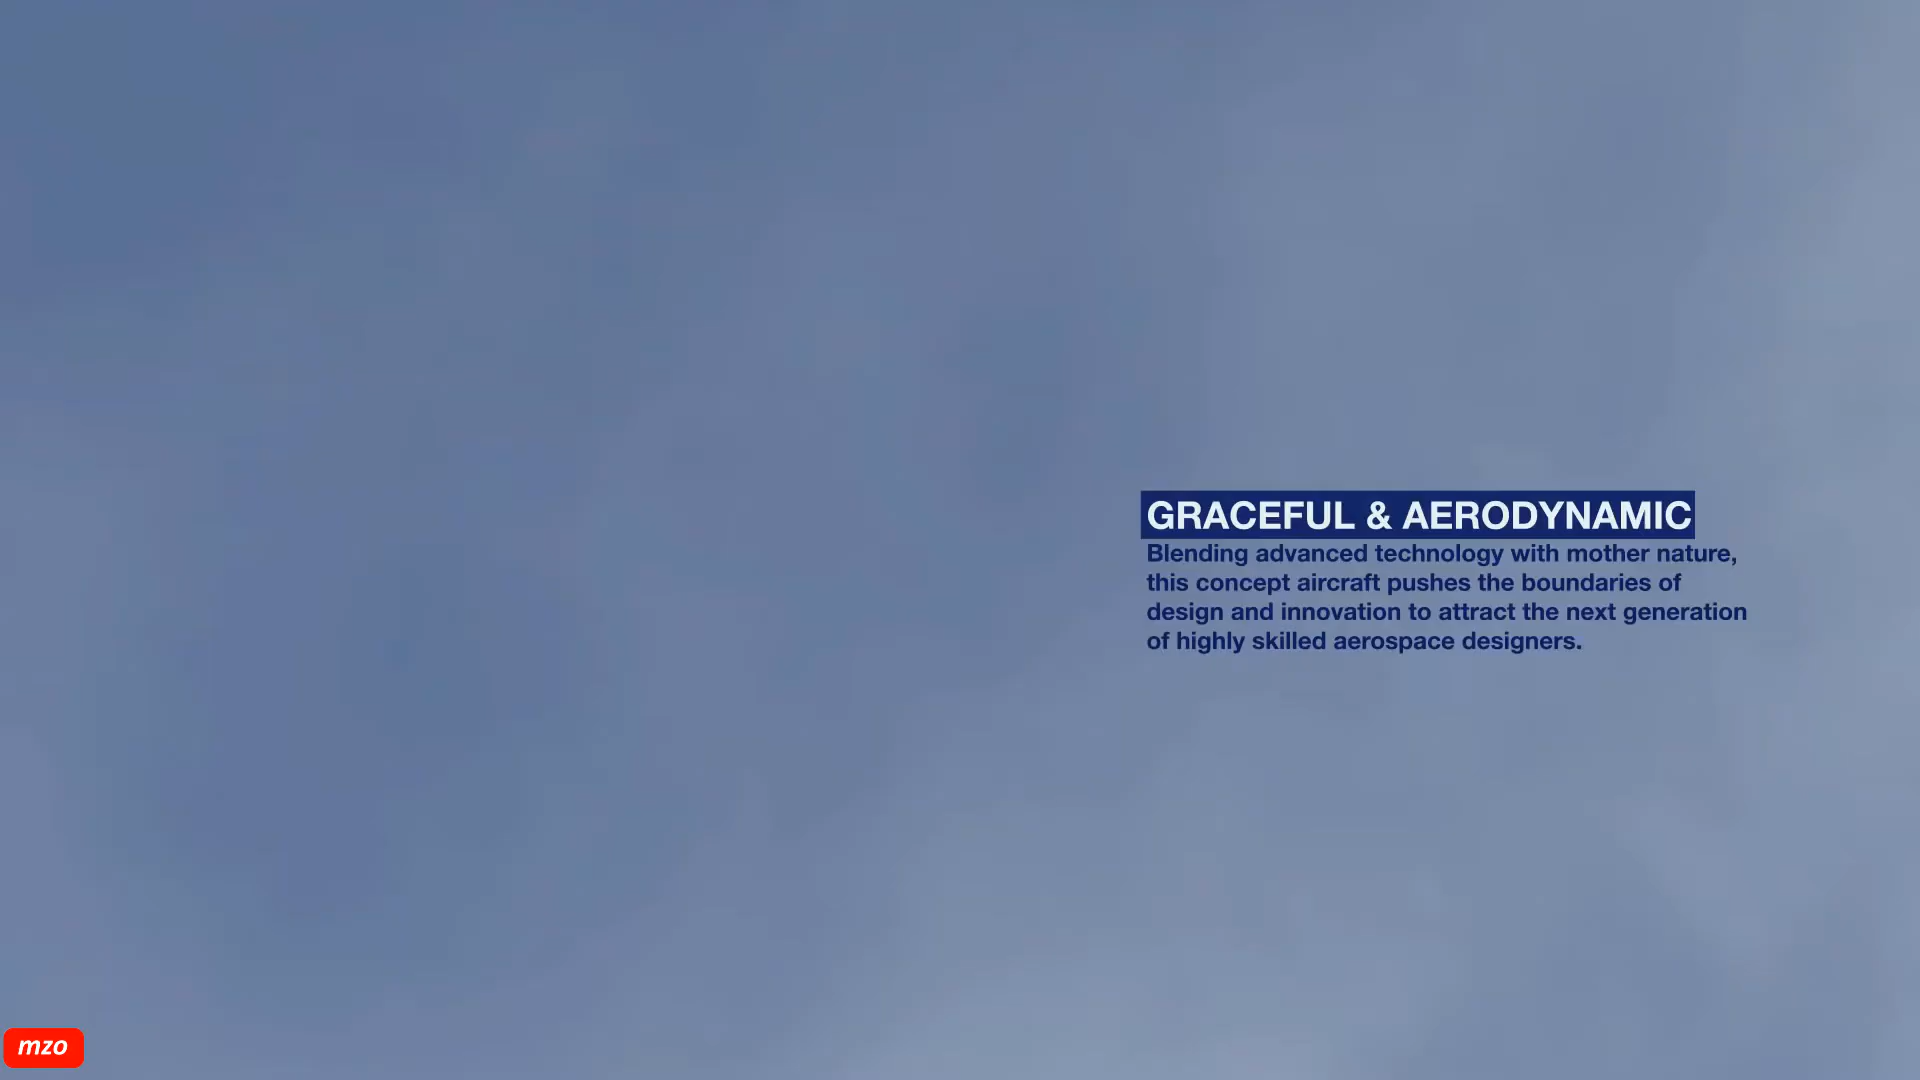 GRACEFUL & AERODYNAMIC
Blending advanced technology with mother nature,
this concept aircraft pushes the boundaries of
design and innovation to attract the next generation
of highly skilled aerospace designers.
mzo